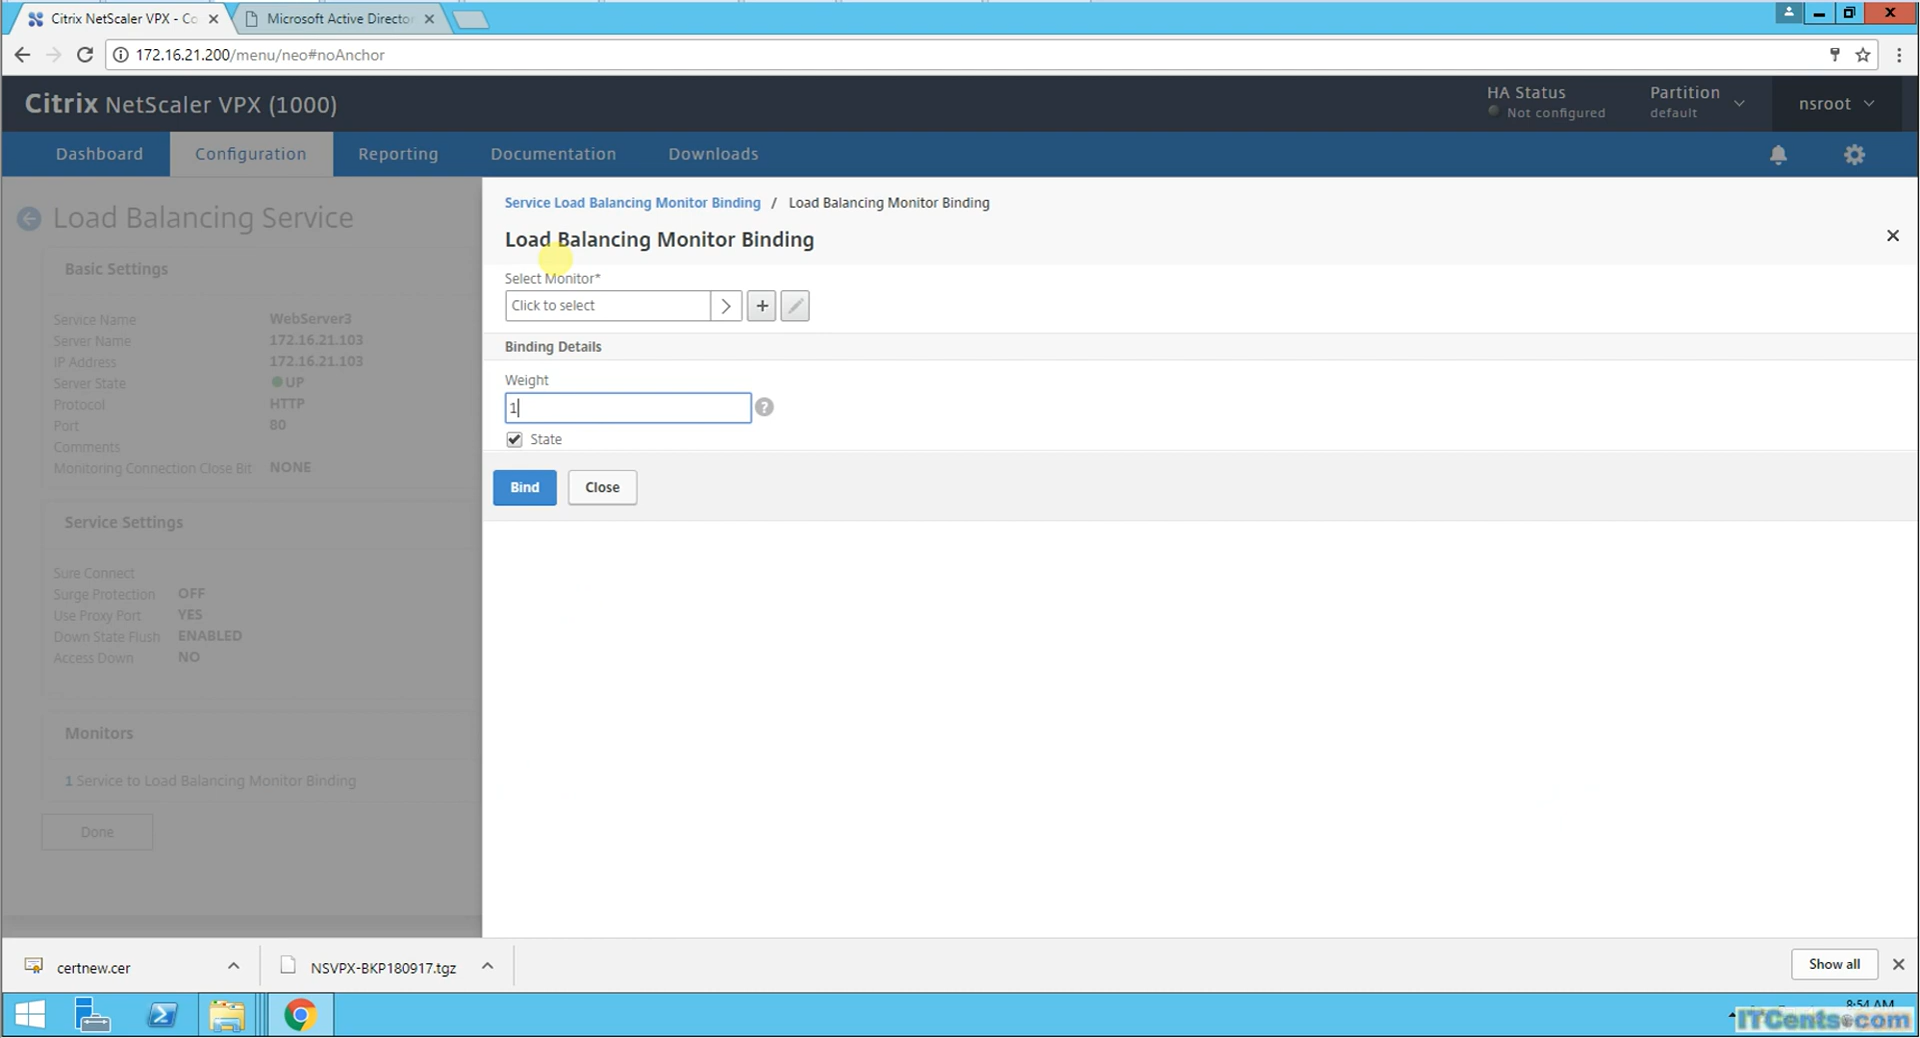 Citrix NetScaler VPX - Co
Microsoft Active Director
172.16.21.200/menu/neo#noAnchor
Citrix NetScaler VPX (1000)
HA Status
Not configured
Partition
default
nsroot
Dashboard
Configuration
Reporting
Documentation
Downloads
Load Balancing Service
Basic Settings
Service Name WebServer3
Server Name 172.16.21.103
IP Address 172.16.21.103
Server State UP
Protocol HTTP
Port 80
Comments
Monitoring Connection Close Bit NONE
Service Settings
Sure Connect
Surge Protection OFF
Use Proxy Port YES
Down State Flush ENABLED
Access Down NO
Monitors
1 Service to Load Balancing Monitor Binding
Done
Service Load Balancing Monitor Binding / Load Balancing Monitor Binding
Load Balancing Monitor Binding
Select Monitor*
Click to select
Binding Details
Weight
1
State
Bind
Close
certnew.cer
NSVPX-BKP180917.tgz
Show all
8:54 AM
ITCents.com